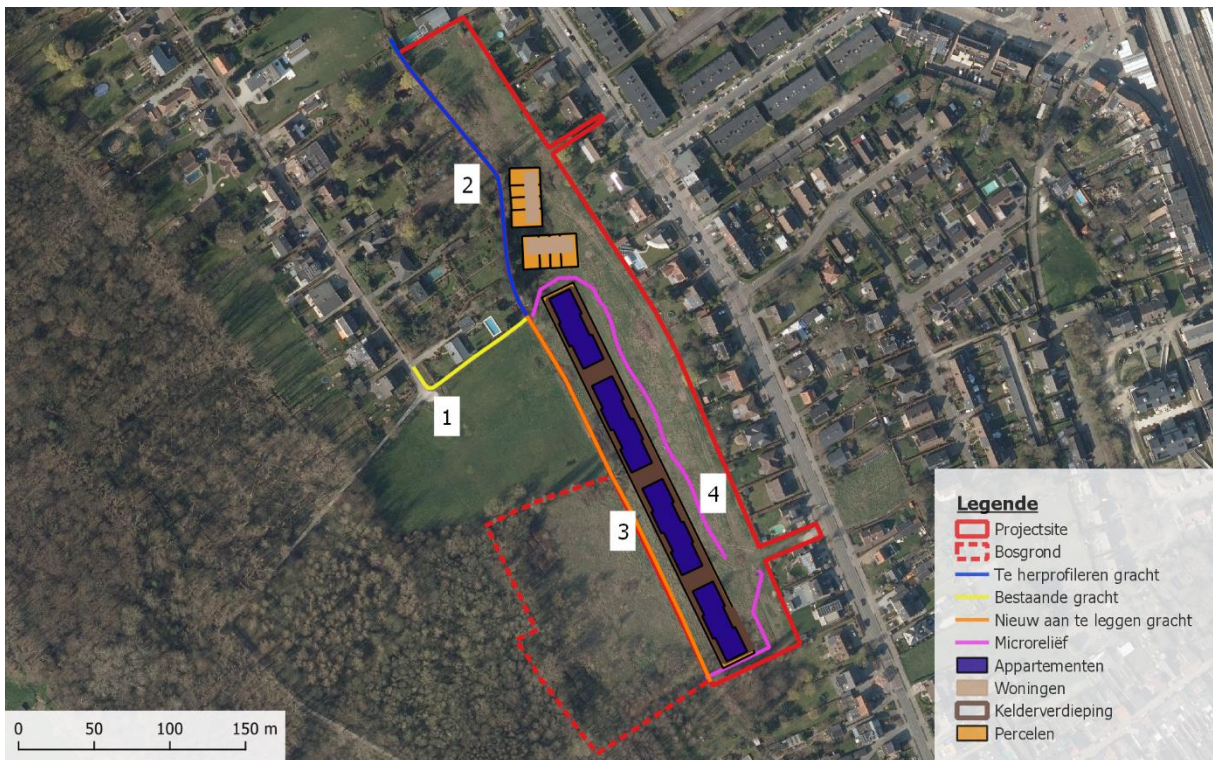 2
1
3
4
Legende
Projectsite
Bosgrond
Te herprofileren gracht
Bestaande gracht
Nieuw aan te leggen gracht
Microreliëf
Appartementen
Woningen
Kelderverdieping
Percelen
0 50 100 150 m